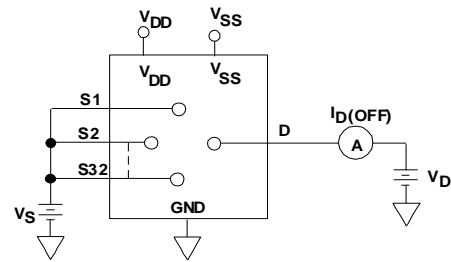 VDD VSS
VDD VSS
S1
ID(OFF)
S2 D A
S32
VS VD
GND